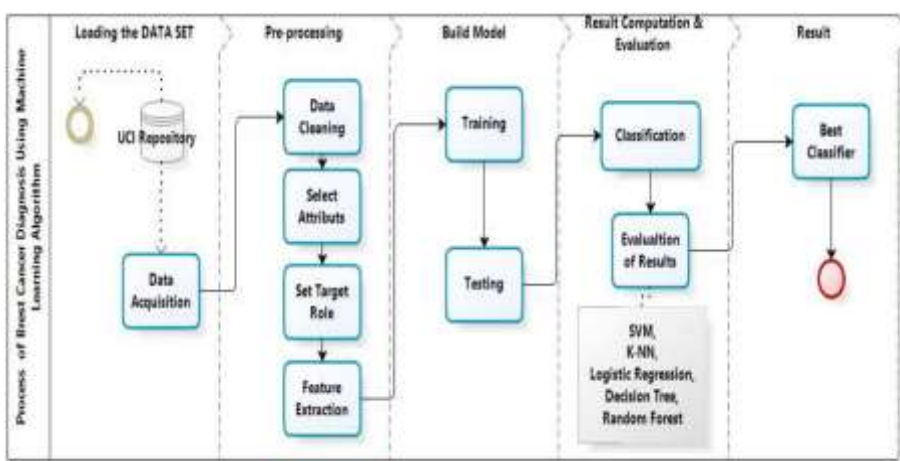 Process of Brest Cancer Diagnosis Using Machine
Learning Algorithm
Loading the DATA SET
UCI Repository
Data
Acquisition
Pre-processing
Data
Cleaning
Select
Attributs
Set Target
Role
Feature
Extraction
Build Model
Training
Testing
Result Computation &
Evaluation
Classification
Evaluation
of Results
SVM,
K-NN,
Logistic Regression,
Decision Tree,
Random Forest
Result
Best
Classifier